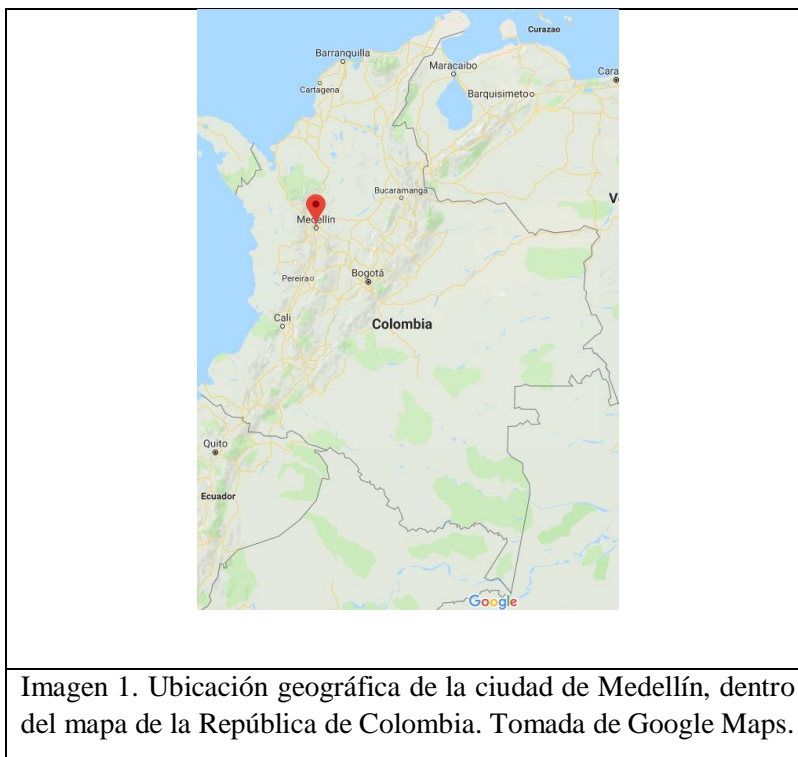 Curazao
Barranquilla
Maracaibo
Cara
Cartagena
Barquisimeto
Bucaramanga
V
Medellín
Bogotá
Pereira
Cali
Colombia
Quito
Ecuador
Google
Imagen 1. Ubicación geográfica de la ciudad de Medellín, dentro
del mapa de la República de Colombia. Tomada de Google Maps.